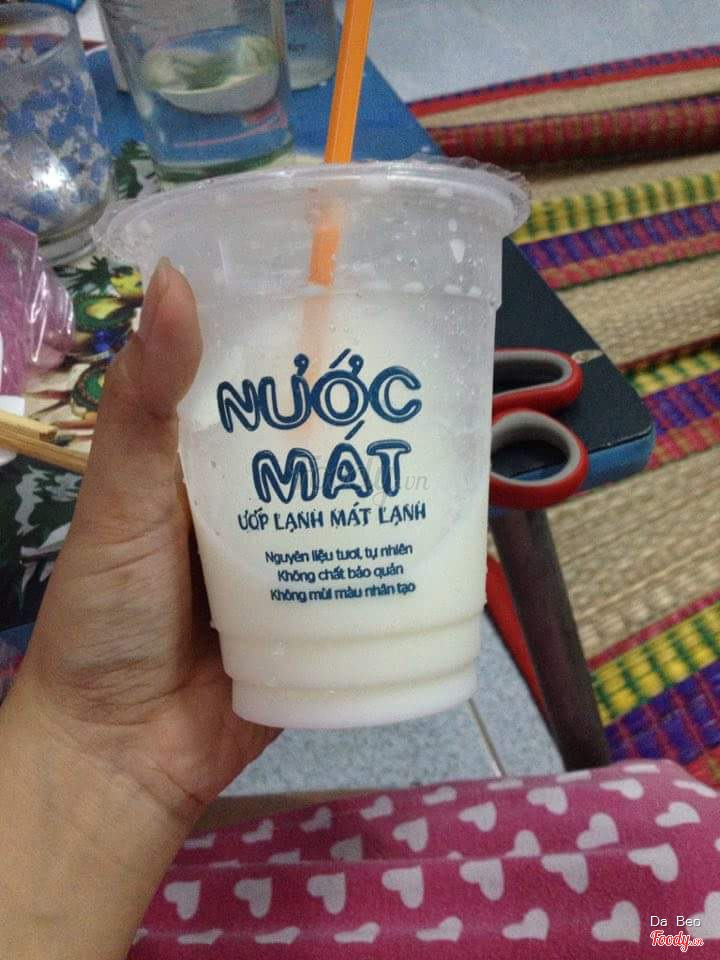 NƯỚC
MÁT
ƯỚP LẠNH MÁT LẠNH
Nguyên liệu tươi, tự nhiên
Không chất bảo quản
Không mùi màu nhân tạo
Da Beo
Foody.vn